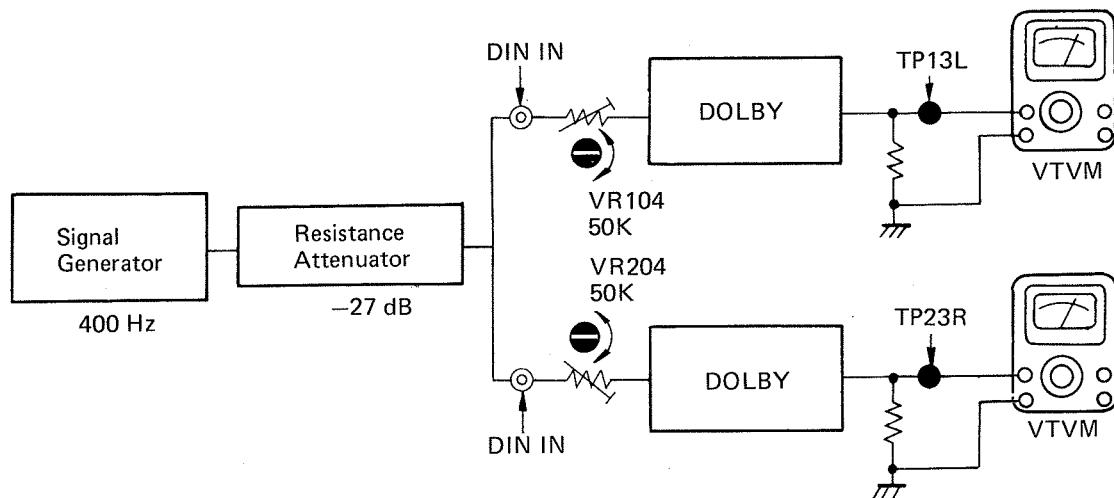 DIN IN
DOLBY
TP13L
VTVM
VR104
50K
Signal
Generator
400 Hz
Resistance
Attenuator
−27 dB
VR204
50K
DIN IN
DOLBY
TP23R
VTVM